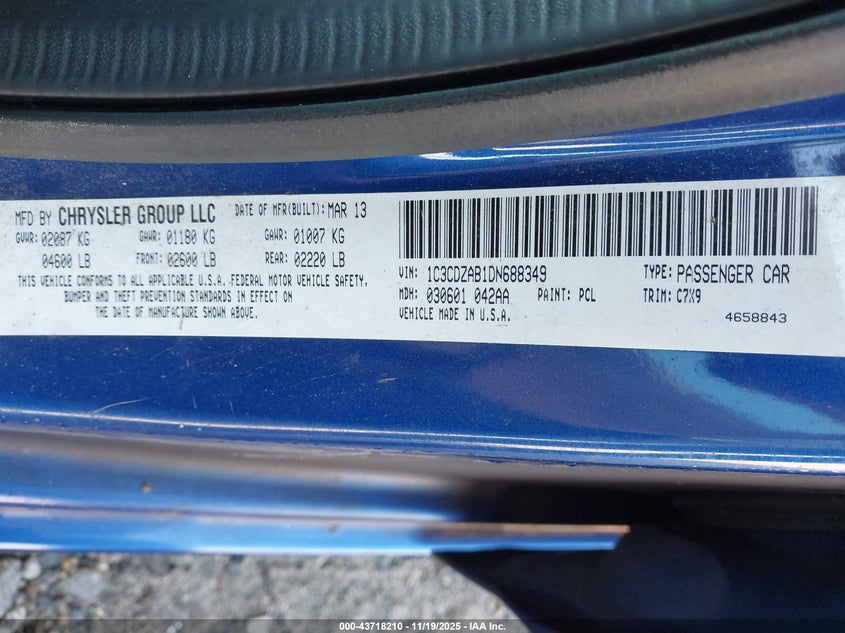 MFD BY CHRYSLER GROUP LLC DATE OF MFR(BUILT): MAR 13
GVWR: 02087 KG GAWR: 01180 KG GAWR: 01007 KG
04600 LB FRONT: 02600 LB REAR: 02220 LB
THIS VEHICLE CONFORMS TO ALL APPLICABLE U.S.A. FEDERAL MOTOR VEHICLE SAFETY,
BUMPER AND THEFT PREVENTION STANDARDS IN EFFECT ON
THE DATE OF MANUFACTURE SHOWN ABOVE.
VIN: 1C3CDZAB1DN688349 TYPE: PASSENGER CAR
MDH: 030601 042AA PAINT: PCL TRIM: C7X9
VEHICLE MADE IN U.S.A.
4658843
000-43718210 - 11/19/2025 - IAA Inc.